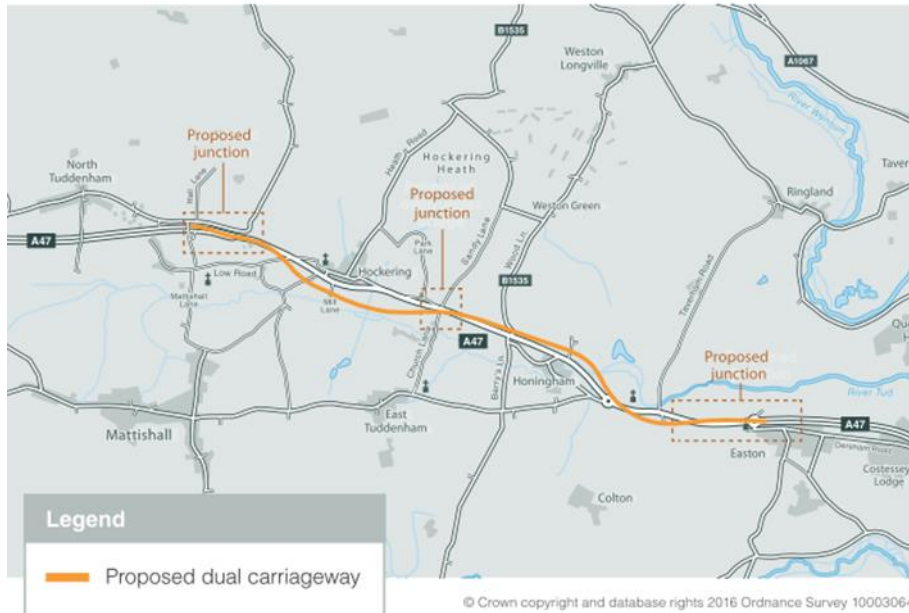 B1535
Weston
Longville
A1067
River Wensum
Proposed
junction
Heath Road
Hockering
Heath
North
Tuddenham
Hall Lane
Proposed
junction
Ringland
Weston Green
Park
Lane
Sandy Lane
Wood Ln
Taverham Road
A47
Low Road
Hockering
B1535
Mattishall
Lane
Mill
Lane
A47
Church Lane
Proposed
junction
Berry's Ln
Honingham
River Tud
Mattishall
East
Tuddenham
A47
Easton
Dereham Road
Costessey
Lodge
Colton
Legend
Proposed dual carriageway
© Crown copyright and database rights 2016 Ordnance Survey 1000306